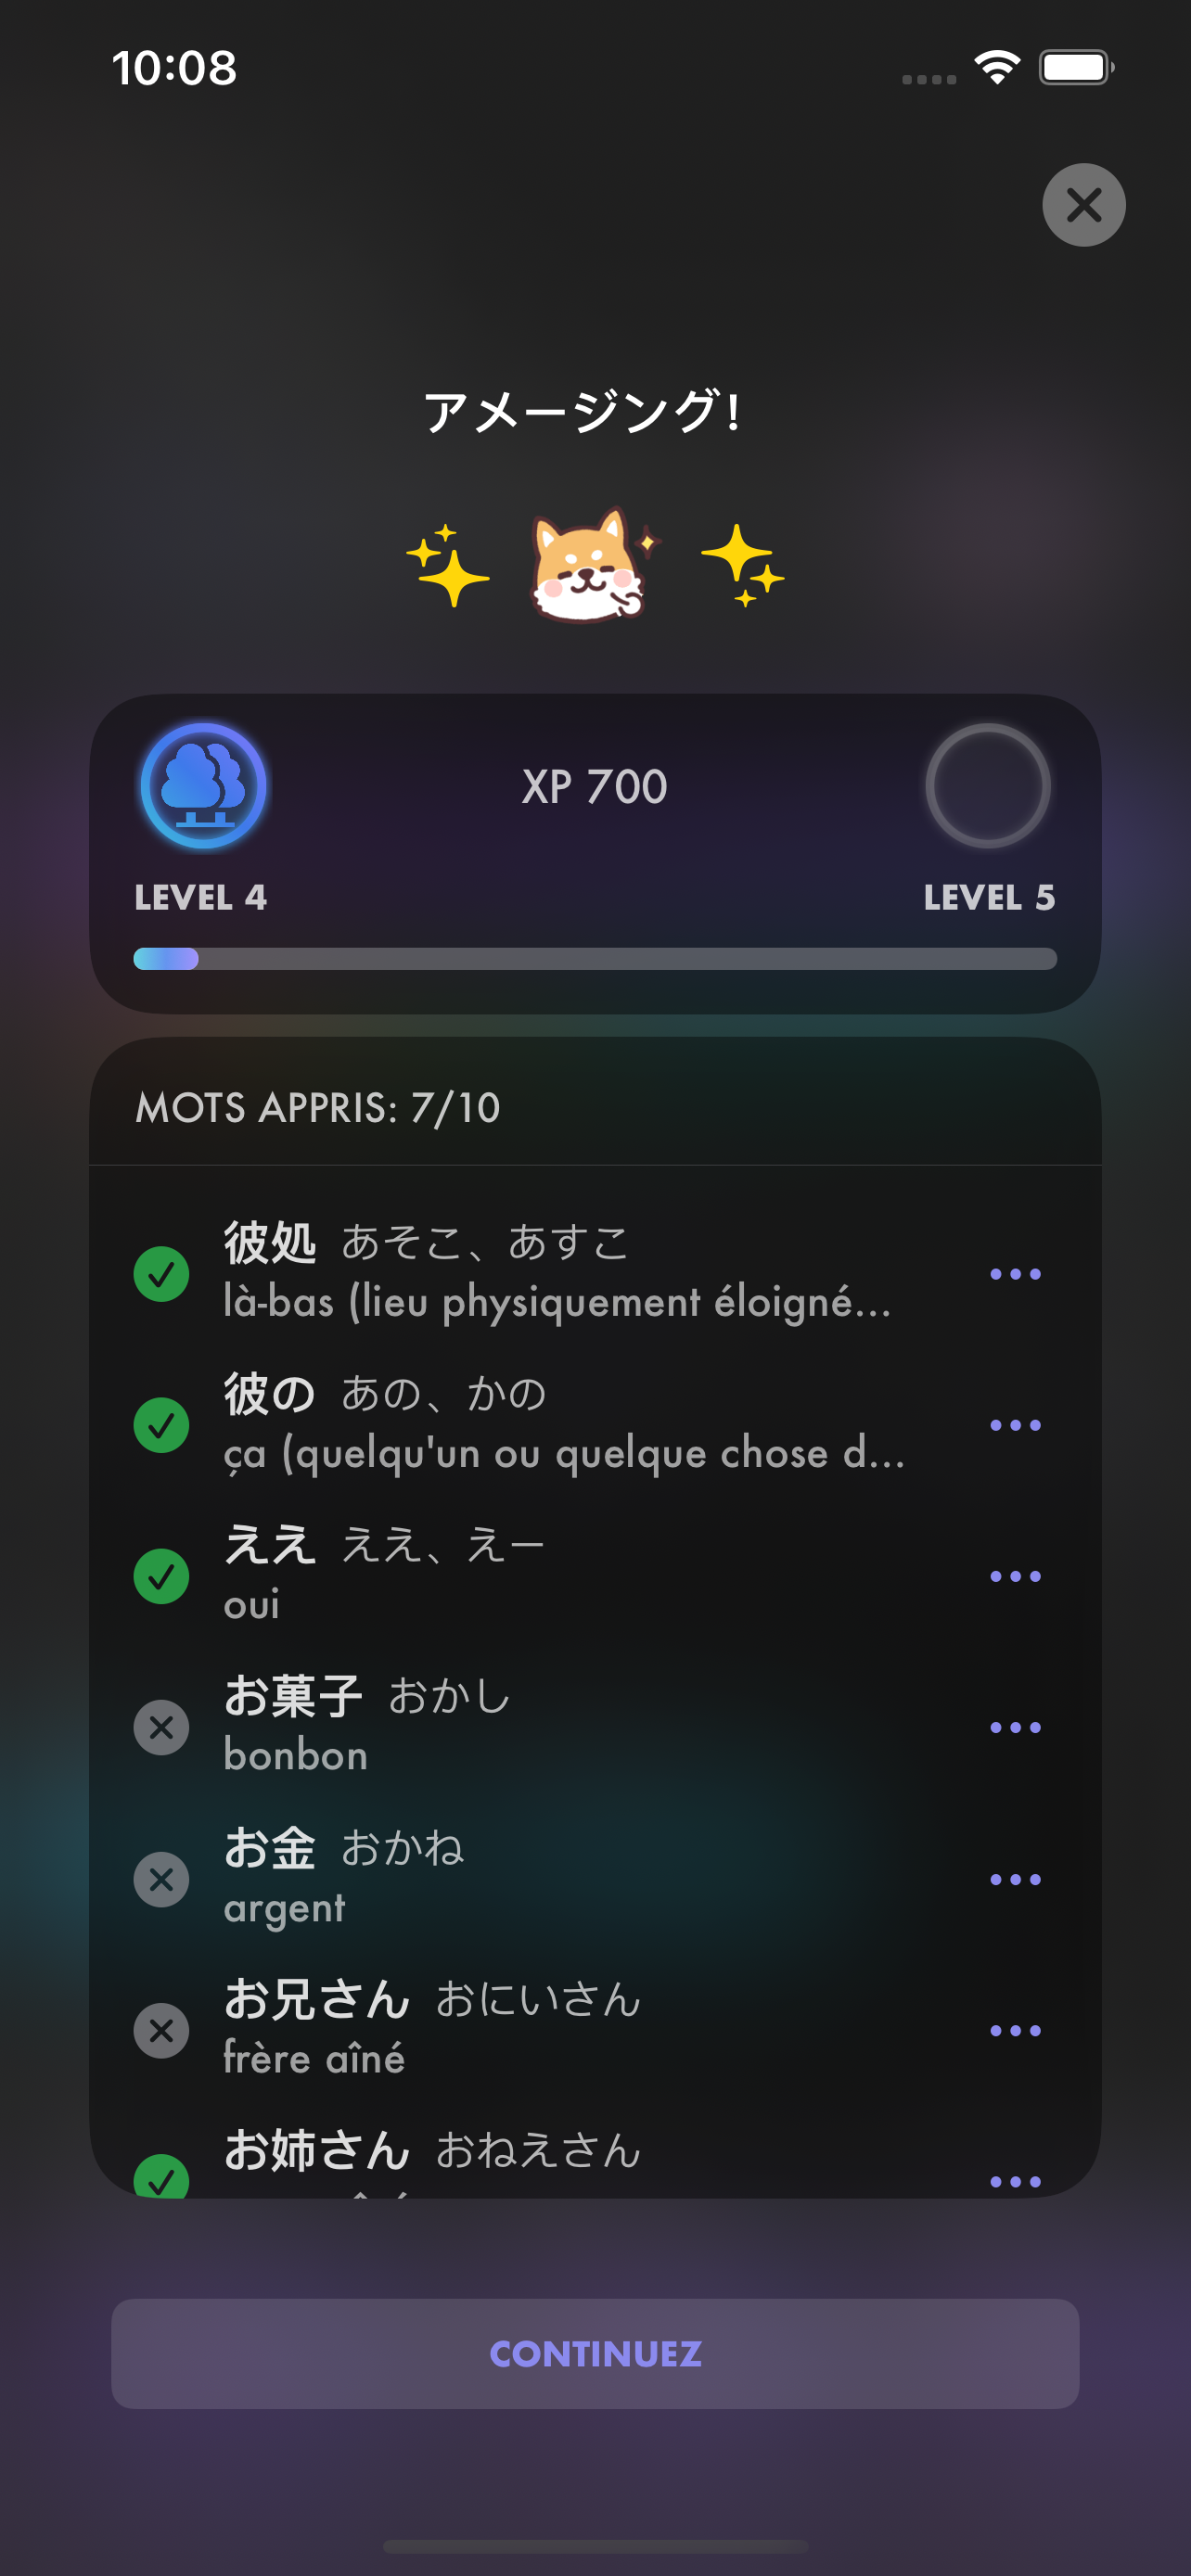 10:08
アメージング!
XP 700
LEVEL 4
LEVEL 5
MOTS APPRIS: 7/10
彼処 あそこ、あすこ
là-bas (lieu physiquement éloigné...
彼の あの、かの
ça (quelqu'un ou quelque chose d...
ええ ええ、えー
oui
お菓子 おかし
bonbon
お金 おかね
argent
お兄さん おにいさん
frère aîné
お姉さん おねえさん
CONTINUEZ